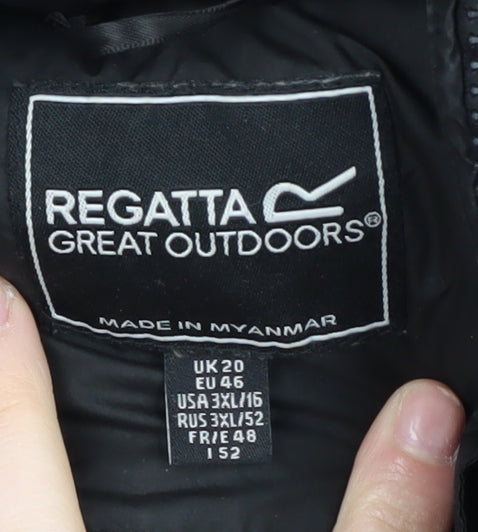 REGATTA
GREAT OUTDOORS®
MADE IN MYANMAR
UK 20
EU 46
USA 3XL/16
RUS 3XL/52
FR/E 48
I 52